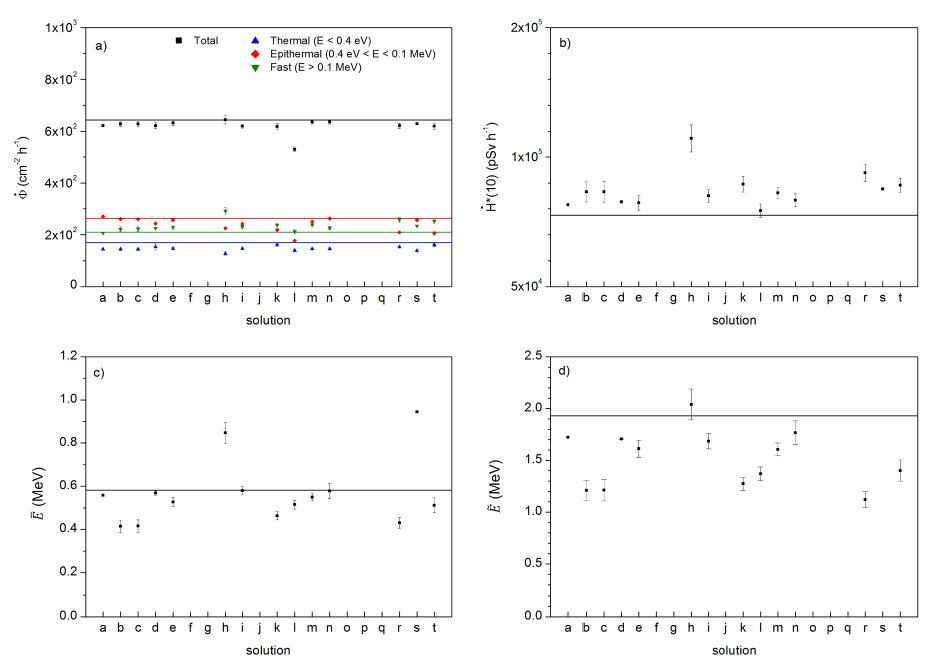 a)
Total
Thermal (E < 0.4 eV)
Epithermal (0.4 eV < E < 0.1 MeV)
Fast (E > 0.1 MeV)
1x10³
8x10²
6x10²
4x10²
2x10²
0
Φ̇ (cm⁻² h⁻¹)
a b c d e f g h i j k l m n o p q r s t
solution
b)
2x10⁵
1x10⁵
5x10⁴
Ḣ*(10) (pSv h⁻¹)
a b c d e f g h i j k l m n o p q r s t
solution
c)
1.2
1.0
0.8
0.6
0.4
0.2
0.0
E̅ (MeV)
a b c d e f g h i j k l m n o p q r s t
solution
d)
2.5
2.0
1.5
1.0
0.5
0.0
Ẽ (MeV)
a b c d e f g h i j k l m n o p q r s t
solution